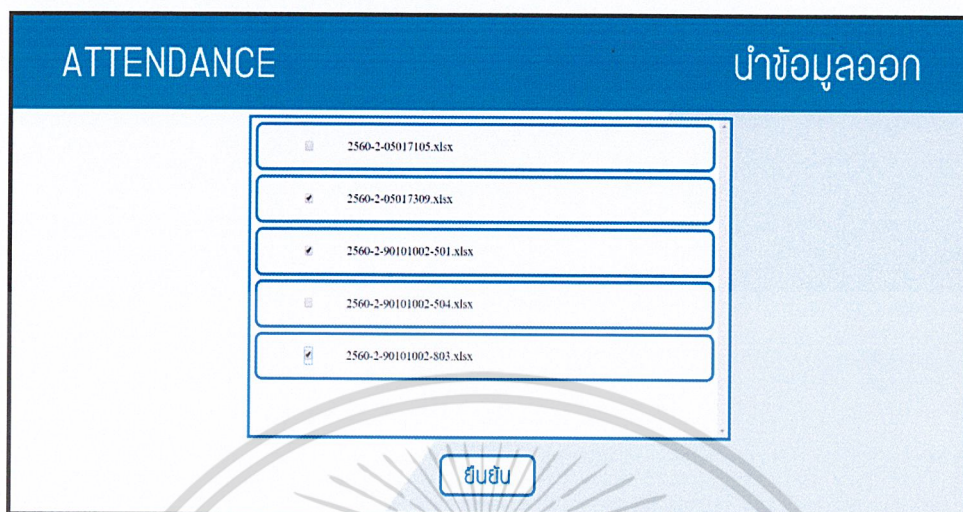 ATTENDANCE นำข้อมูลออก
2560-2-05017105.xlsx
2560-2-05017309.xlsx
2560-2-90101002-501.xlsx
2560-2-90101002-504.xlsx
2560-2-90101002-803.xlsx
ยืนยัน